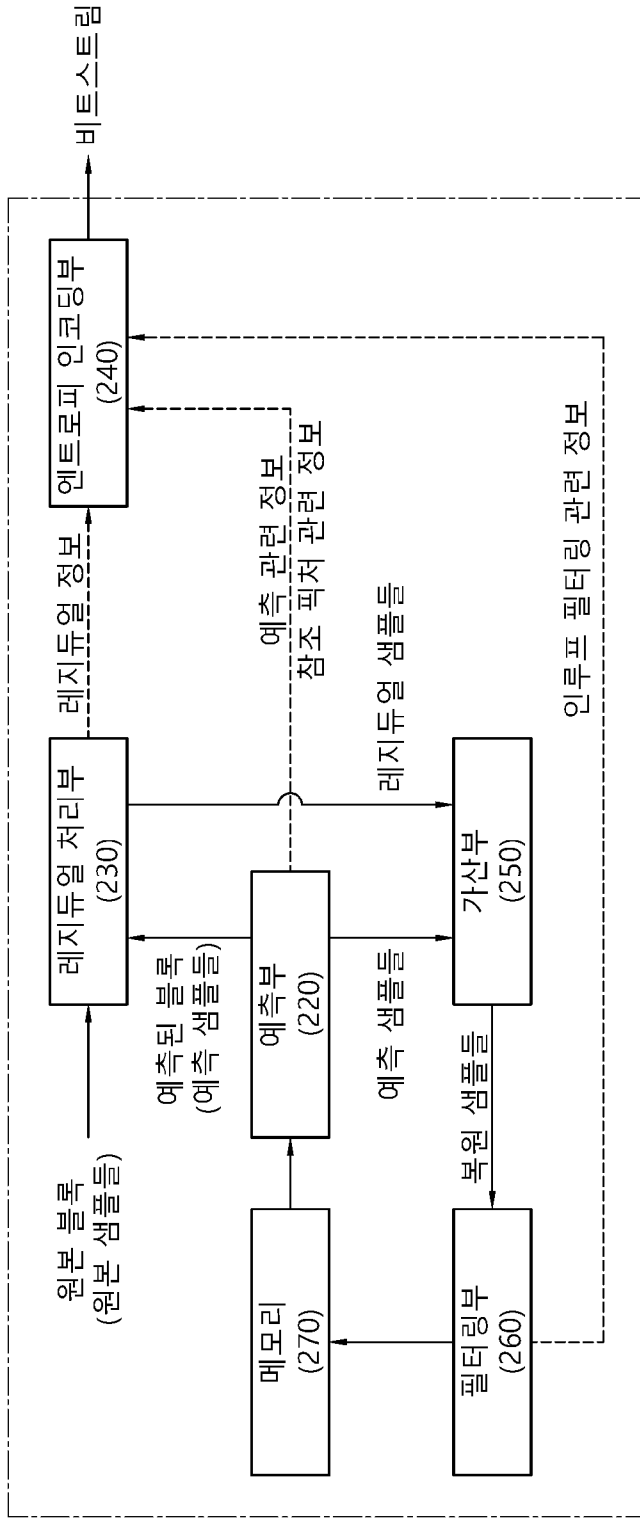 원본 블록
(원본 샘플들)
레지듀얼 처리부
(230)
레지듀얼 정보
엔트로피 인코딩부
(240)
비트스트림
예측된 블록
(예측 샘플들)
메모리
(270)
예측부
(220)
예측 관련 정보
참조 픽처 관련 정보
예측 샘플들
레지듀얼 샘플들
필터링부
(260)
복원 샘플들
가산부
(250)
인루프 필터링 관련 정보